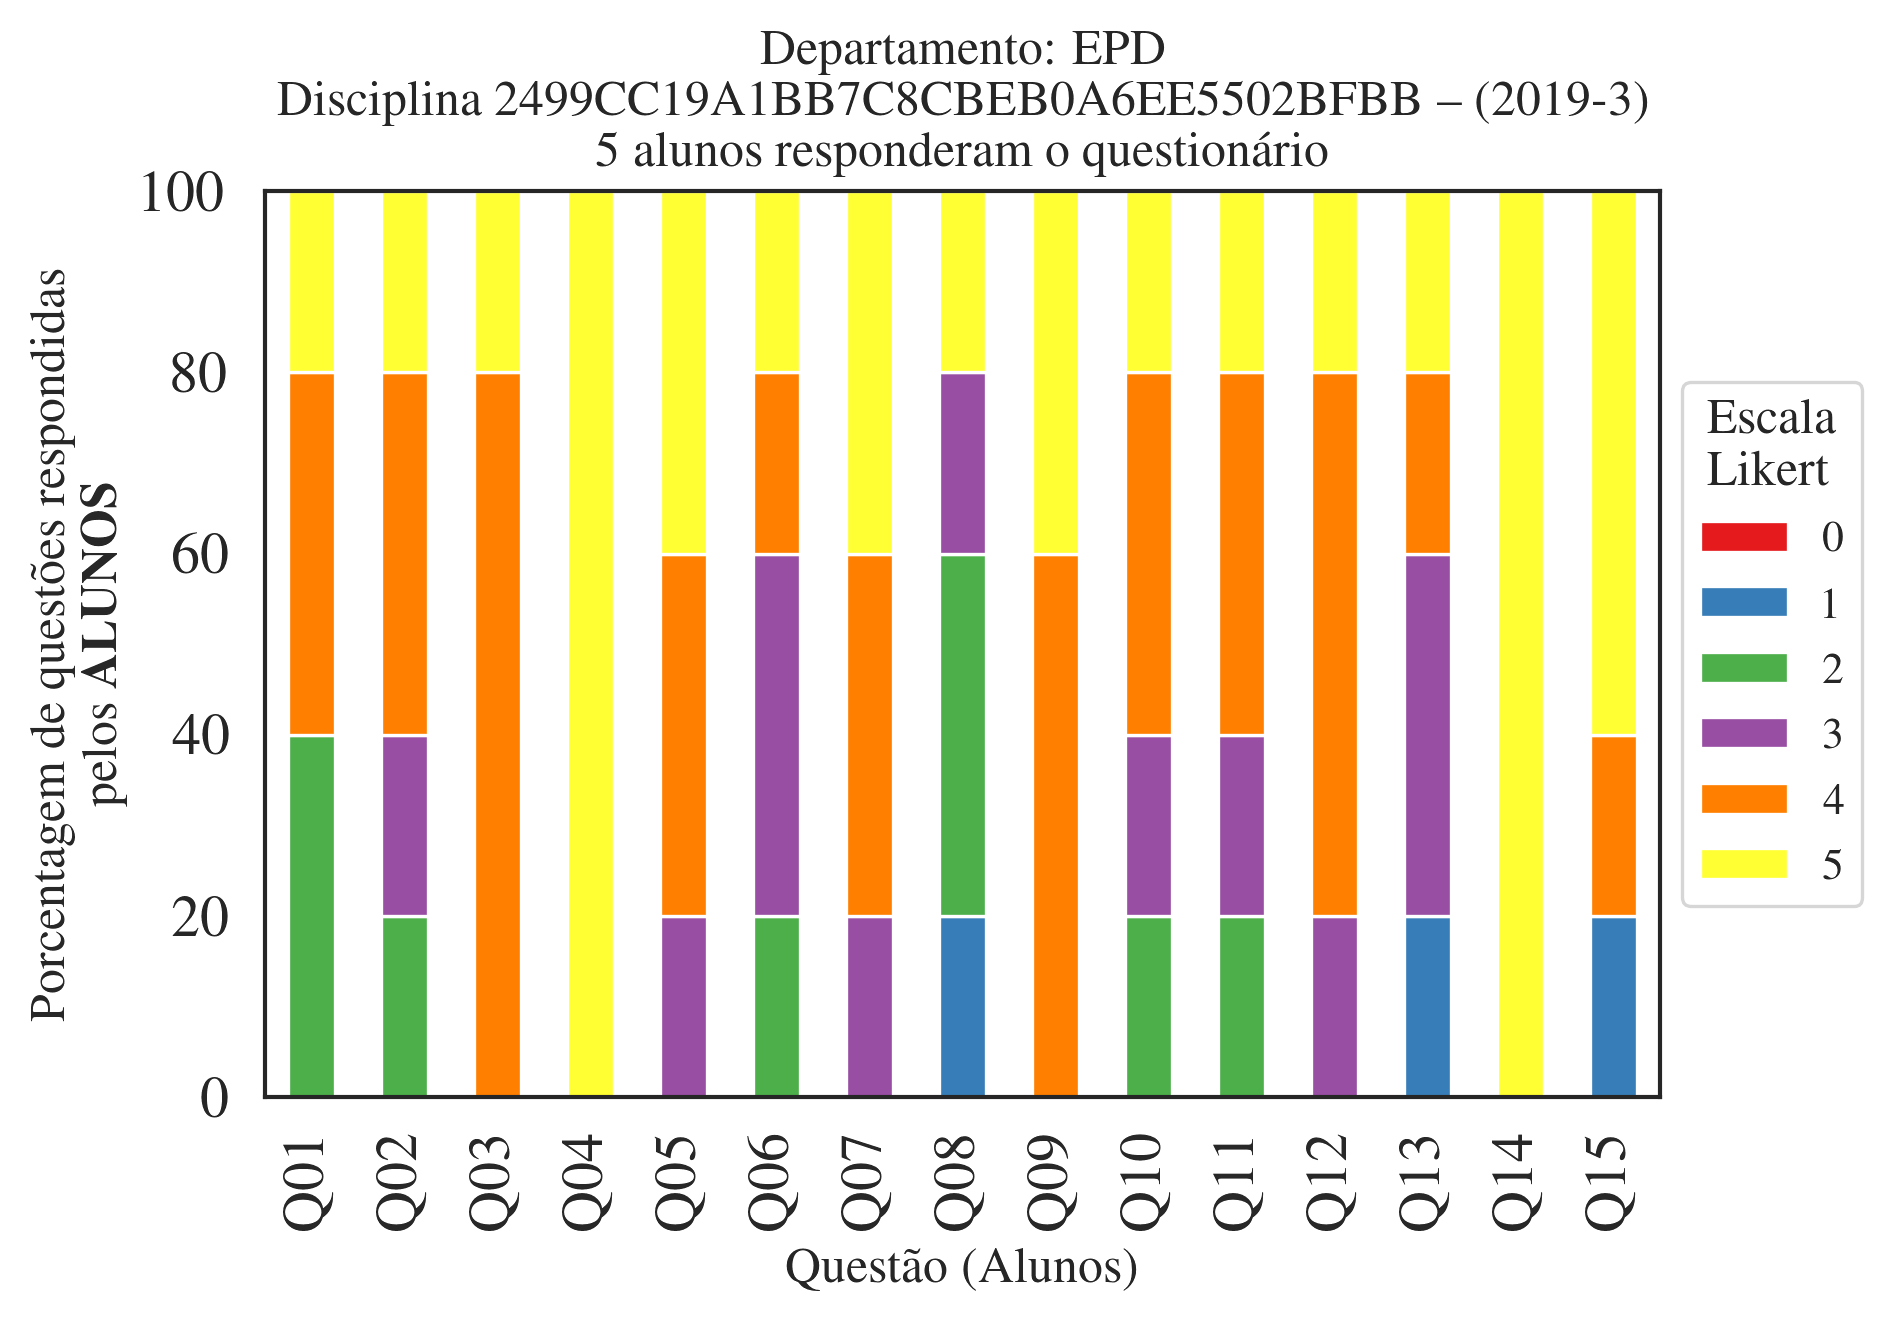 Departamento: EPD
Disciplina 2499CC19A1BB7C8CBEB0A6EE5502BFBB – (2019-3)
5 alunos responderam o questionário
Porcentagem de questões respondidas
pelos ALUNOS
100
80
60
40
20
0
Q01
Q02
Q03
Q04
Q05
Q06
Q07
Q08
Q09
Q10
Q11
Q12
Q13
Q14
Q15
Questão (Alunos)
Escala
Likert
0
1
2
3
4
5